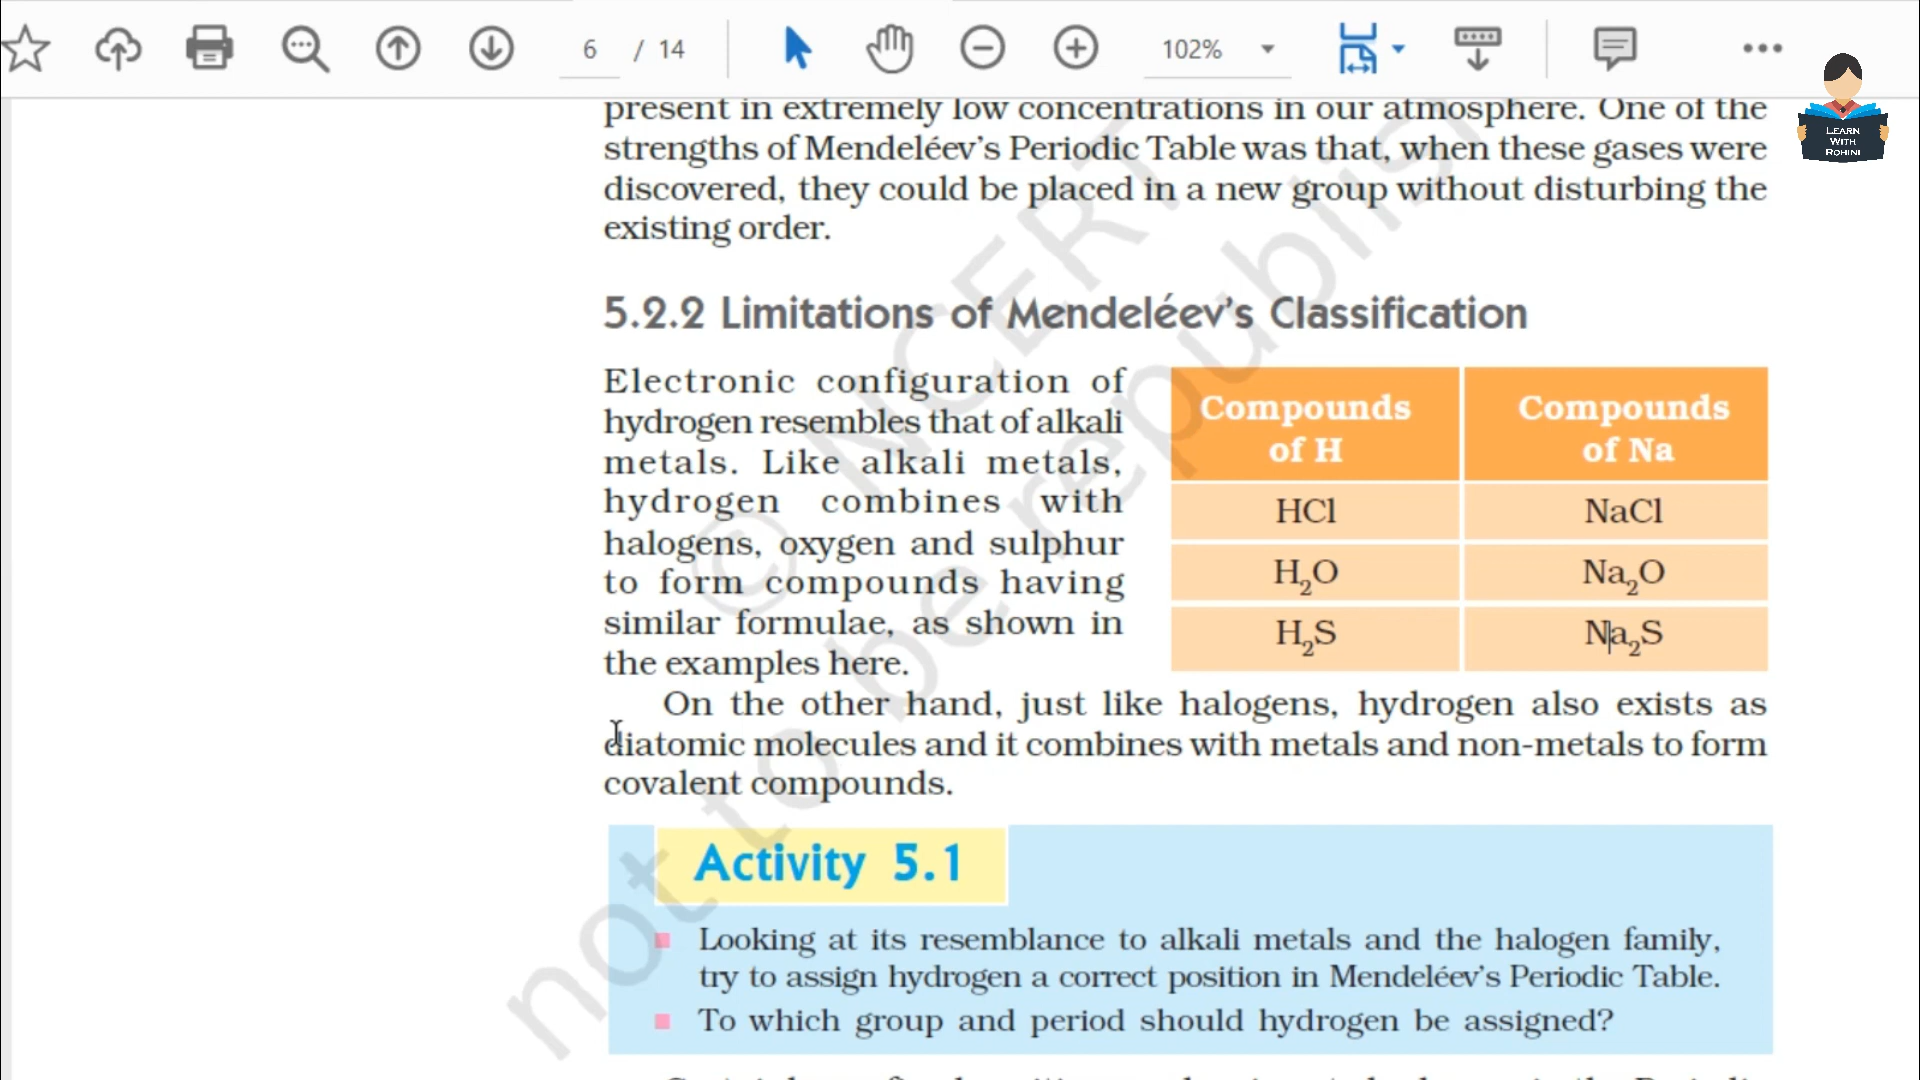 6 / 14
102%
LEARN
WITH
ROHINI
present in extremely low concentrations in our atmosphere. One of the
strengths of Mendeléev's Periodic Table was that, when these gases were
discovered, they could be placed in a new group without disturbing the
existing order.
5.2.2 Limitations of Mendeléev's Classification
Electronic configuration of
hydrogen resembles that of alkali
metals. Like alkali metals,
hydrogen combines with
halogens, oxygen and sulphur
to form compounds having
similar formulae, as shown in
the examples here.
Compounds of H Compounds of Na
HCl NaCl
H₂O Na₂O
H₂S Na₂S
On the other hand, just like halogens, hydrogen also exists as
diatomic molecules and it combines with metals and non-metals to form
covalent compounds.
Activity 5.1
Looking at its resemblance to alkali metals and the halogen family,
try to assign hydrogen a correct position in Mendeléev's Periodic Table.
To which group and period should hydrogen be assigned?
© NCERT
not to be republis